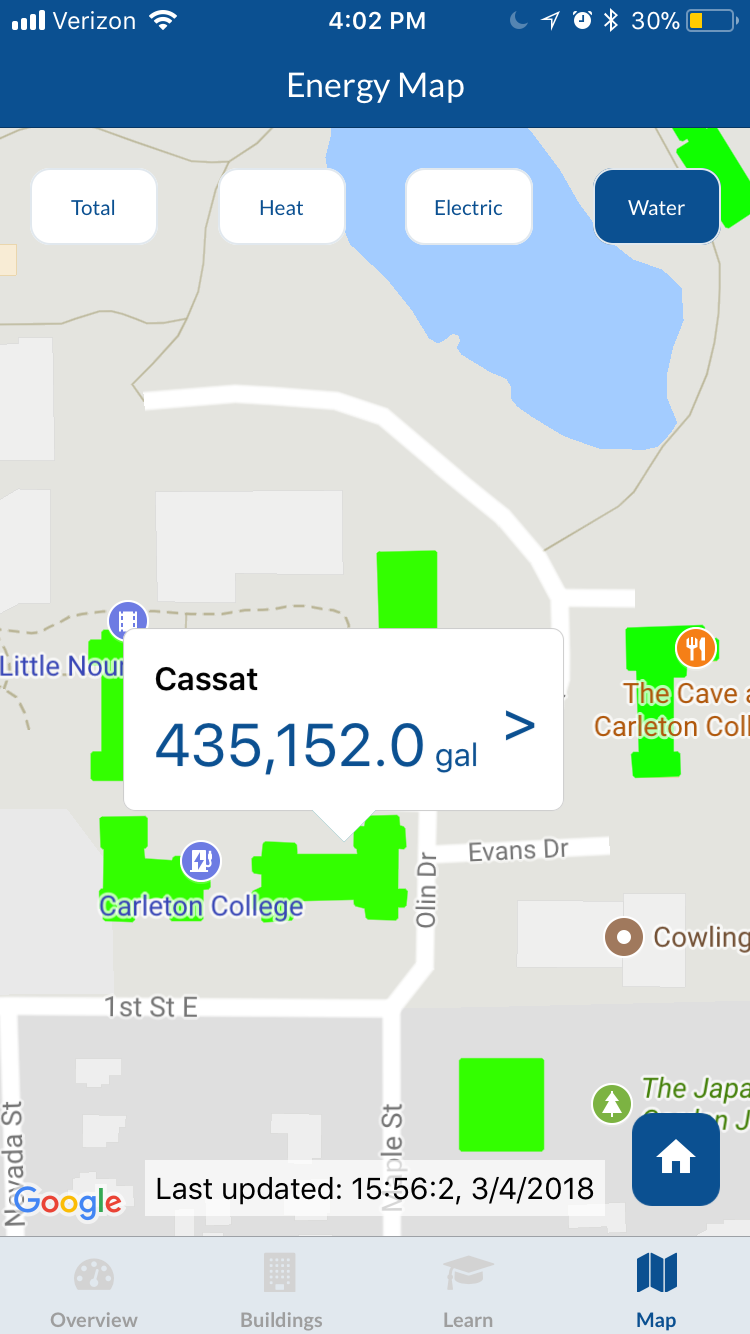 Verizon 4:02 PM 30%
Energy Map
Total Heat Electric Water
Little Nour
Cassat
435,152.0 gal >
The Cave a
Carleton Coll
Evans Dr
Olin Dr
Carleton College
Cowling
1st St E
Nevada St
Maple St
The Japa
Garden J
Last updated: 15:56:2, 3/4/2018
Google
Overview Buildings Learn Map